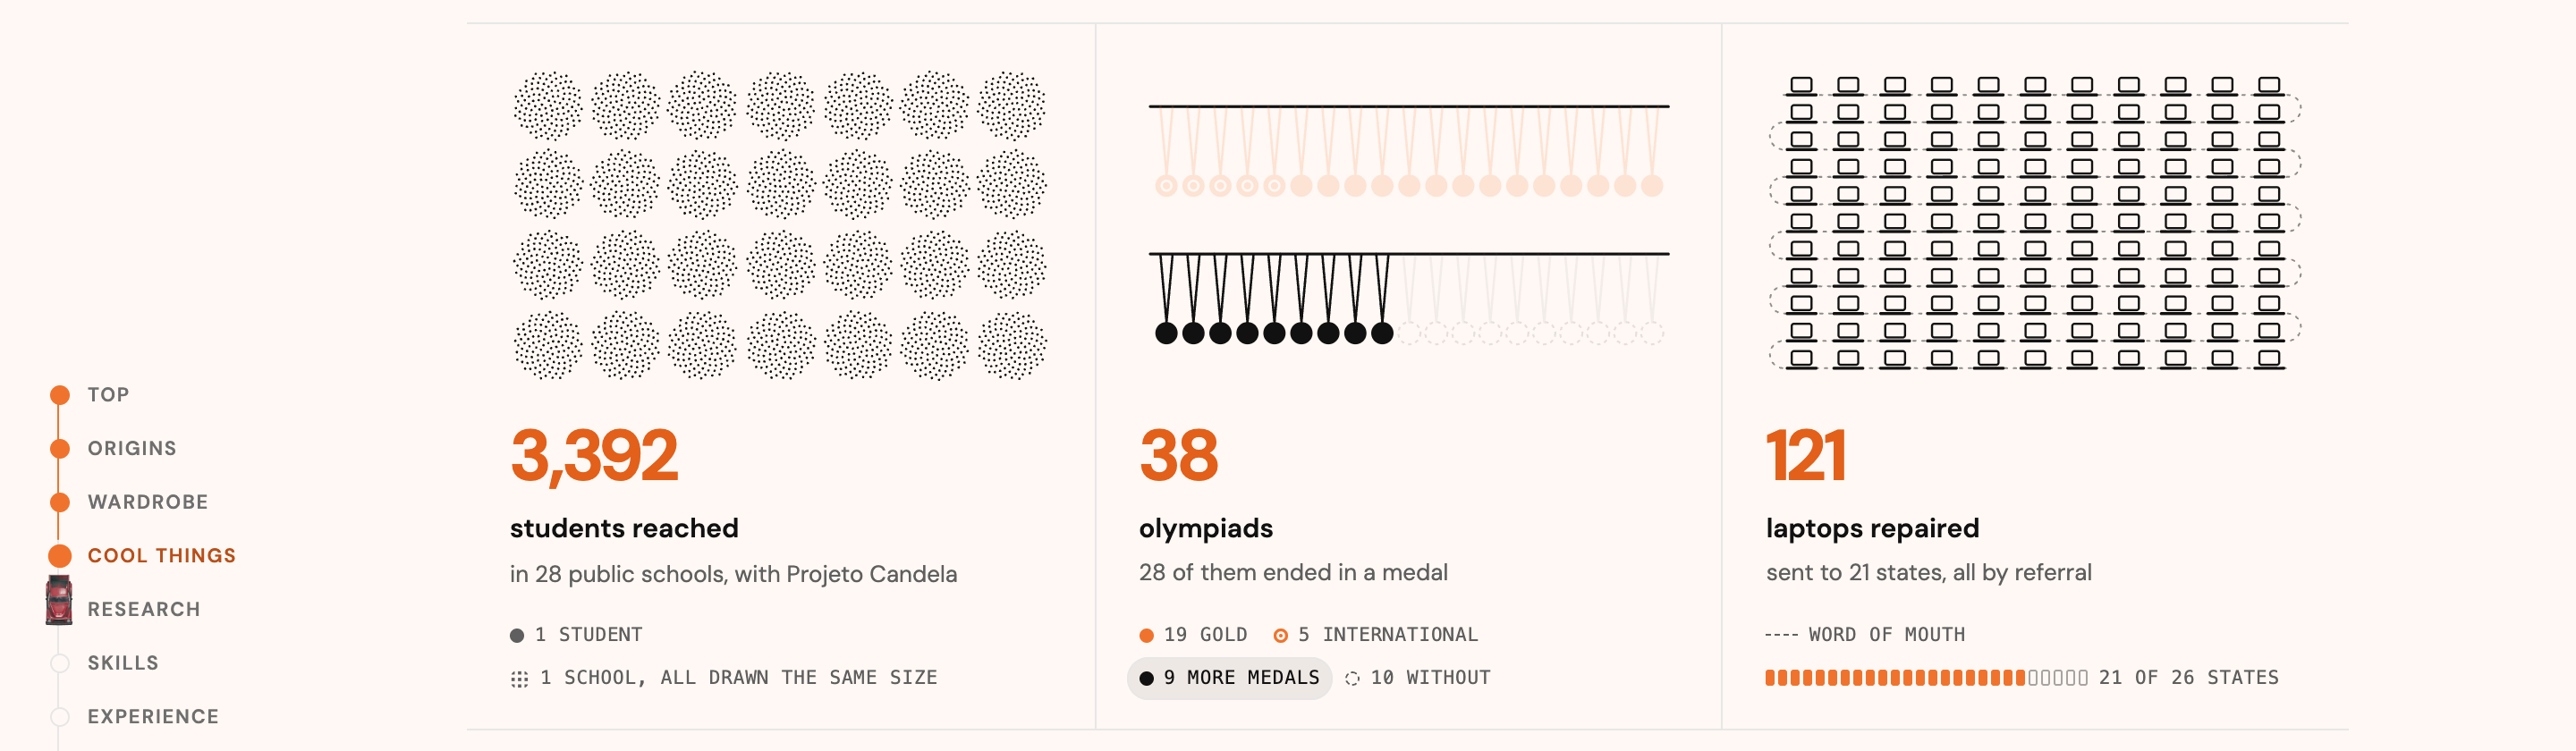 TOP
ORIGINS
WARDROBE
COOL THINGS
RESEARCH
SKILLS
EXPERIENCE
3,392
students reached
in 28 public schools, with Projeto Candela
1 STUDENT
1 SCHOOL, ALL DRAWN THE SAME SIZE
38
olympiads
28 of them ended in a medal
19 GOLD 5 INTERNATIONAL
9 MORE MEDALS 10 WITHOUT
121
laptops repaired
sent to 21 states, all by referral
WORD OF MOUTH
21 OF 26 STATES